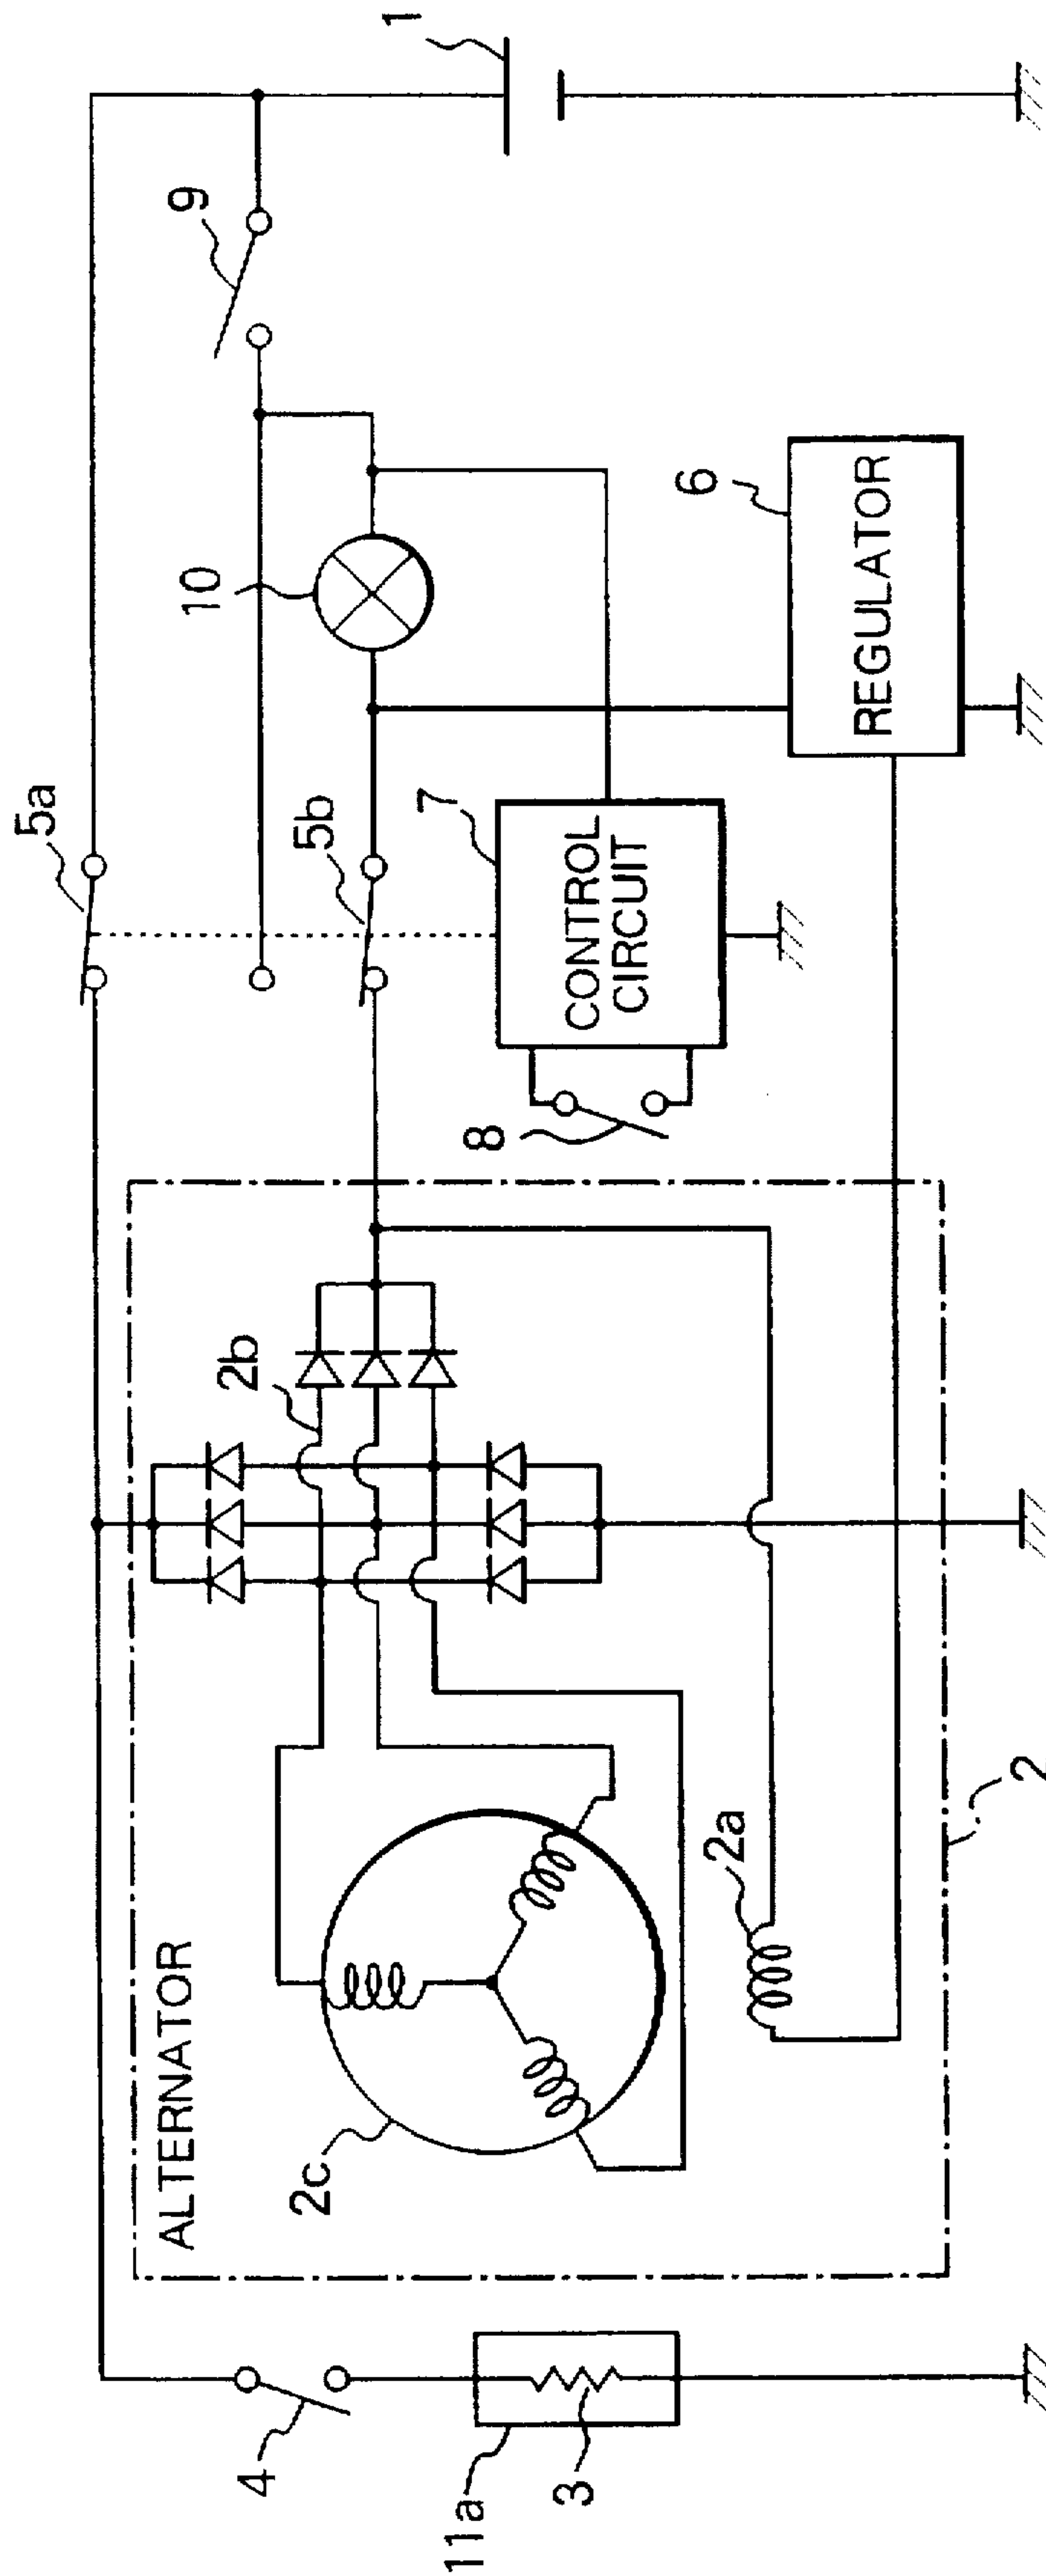 ALTERNATOR
2c
2b
2a
2
4
11a
3
5a
5b
7
CONTROL
CIRCUIT
8
10
9
6
REGULATOR
1